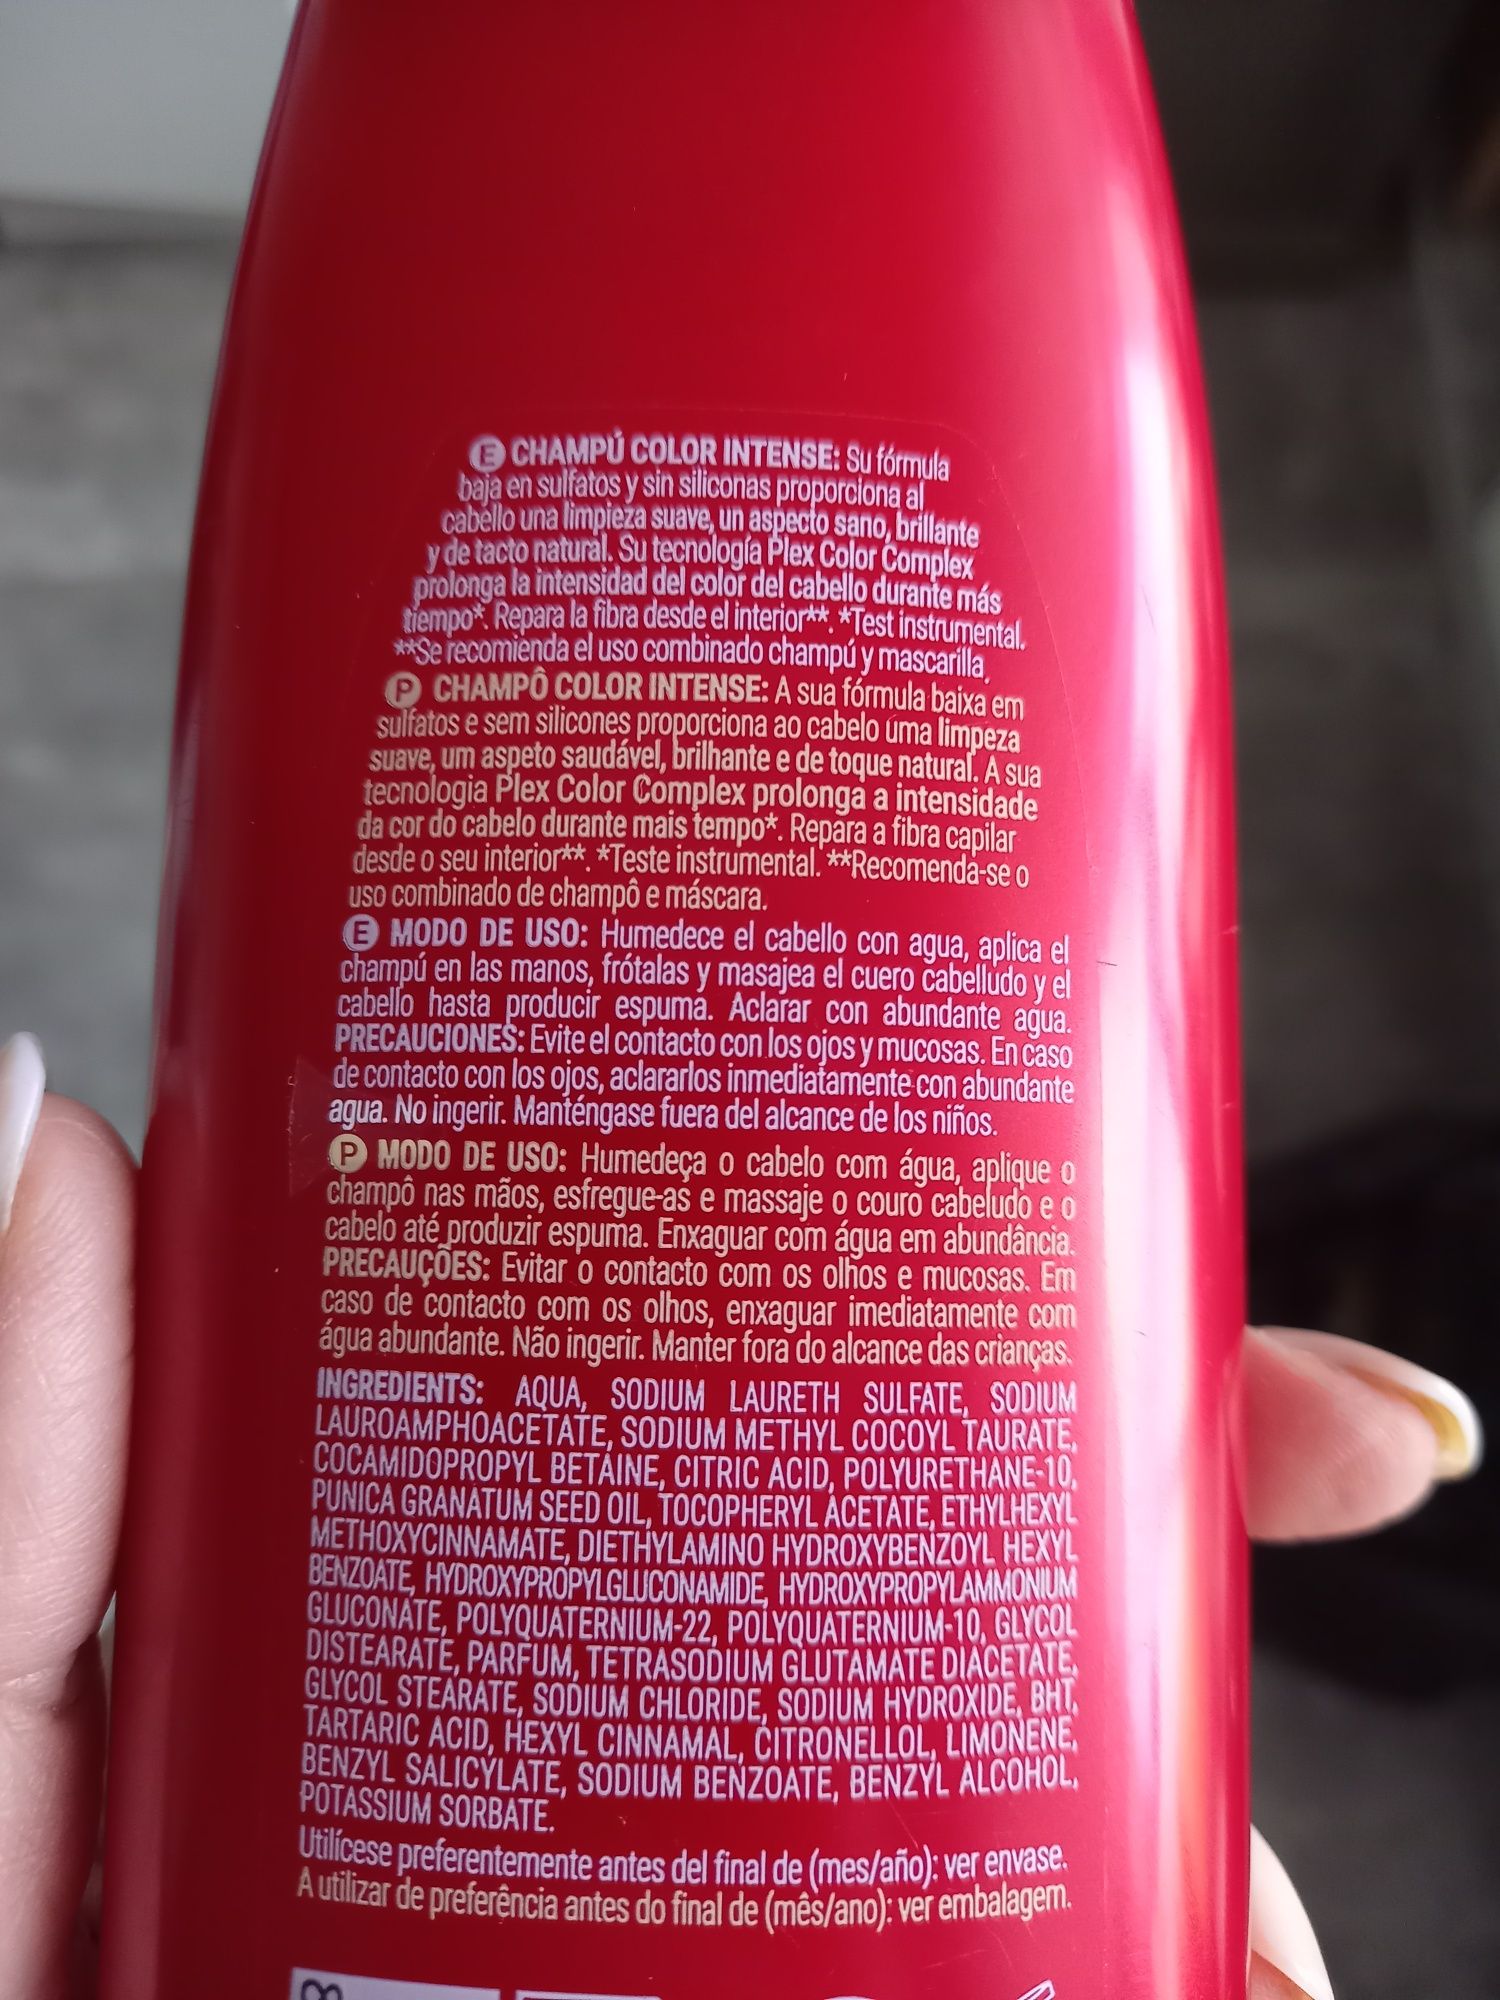 E CHAMPÚ COLOR INTENSE: Su fórmula
baja en sulfatos y sin siliconas proporciona al
cabello una limpieza suave, un aspecto sano, brillante
y de tacto natural. Su tecnología Plex Color Complex
prolonga la intensidad del color del cabello durante más
tiempo*. Repara la fibra desde el interior**. *Test instrumental.
**Se recomienda el uso combinado champú y mascarilla.
P CHAMPÔ COLOR INTENSE: A sua fórmula baixa em
sulfatos e sem silicones proporciona ao cabelo uma limpeza
suave, um aspeto saudável, brilhante e de toque natural. A sua
tecnologia Plex Color Complex prolonga a intensidade
da cor do cabelo durante mais tempo*. Repara a fibra capilar
desde o seu interior**. *Teste instrumental. **Recomenda-se o
uso combinado de champô e máscara.
E MODO DE USO: Humedece el cabello con agua, aplica el
champú en las manos, frótalas y masajea el cuero cabelludo y el
cabello hasta producir espuma. Aclarar con abundante agua.
PRECAUCIONES: Evite el contacto con los ojos y mucosas. En caso
de contacto con los ojos, aclararlos inmediatamente con abundante
agua. No ingerir. Manténgase fuera del alcance de los niños.
P MODO DE USO: Humedeça o cabelo com água, aplique o
champô nas mãos, esfregue-as e massaje o couro cabeludo e o
cabelo até produzir espuma. Enxaguar com água em abundância.
PRECAUÇÕES: Evitar o contacto com os olhos e mucosas. Em
caso de contacto com os olhos, enxaguar imediatamente com
água abundante. Não ingerir. Manter fora do alcance das crianças.
INGREDIENTS: AQUA, SODIUM LAURETH SULFATE, SODIUM
LAUROAMPHOACETATE, SODIUM METHYL COCOYL TAURATE,
COCAMIDOPROPYL BETAINE, CITRIC ACID, POLYURETHANE-10,
PUNICA GRANATUM SEED OIL, TOCOPHERYL ACETATE, ETHYLHEXYL
METHOXYCINNAMATE, DIETHYLAMINO HYDROXYBENZOYL HEXYL
BENZOATE, HYDROXYPROPYLGLUCONAMIDE, HYDROXYPROPYLAMMONIUM
GLUCONATE, POLYQUATERNIUM-22, POLYQUATERNIUM-10, GLYCOL
DISTEARATE, PARFUM, TETRASODIUM GLUTAMATE DIACETATE,
GLYCOL STEARATE, SODIUM CHLORIDE, SODIUM HYDROXIDE, BHT,
TARTARIC ACID, HEXYL CINNAMAL, CITRONELLOL, LIMONENE,
BENZYL SALICYLATE, SODIUM BENZOATE, BENZYL ALCOHOL,
POTASSIUM SORBATE.
Utilícese preferentemente antes del final de (mes/año): ver envase.
A utilizar de preferência antes do final de (mês/ano): ver embalagem.